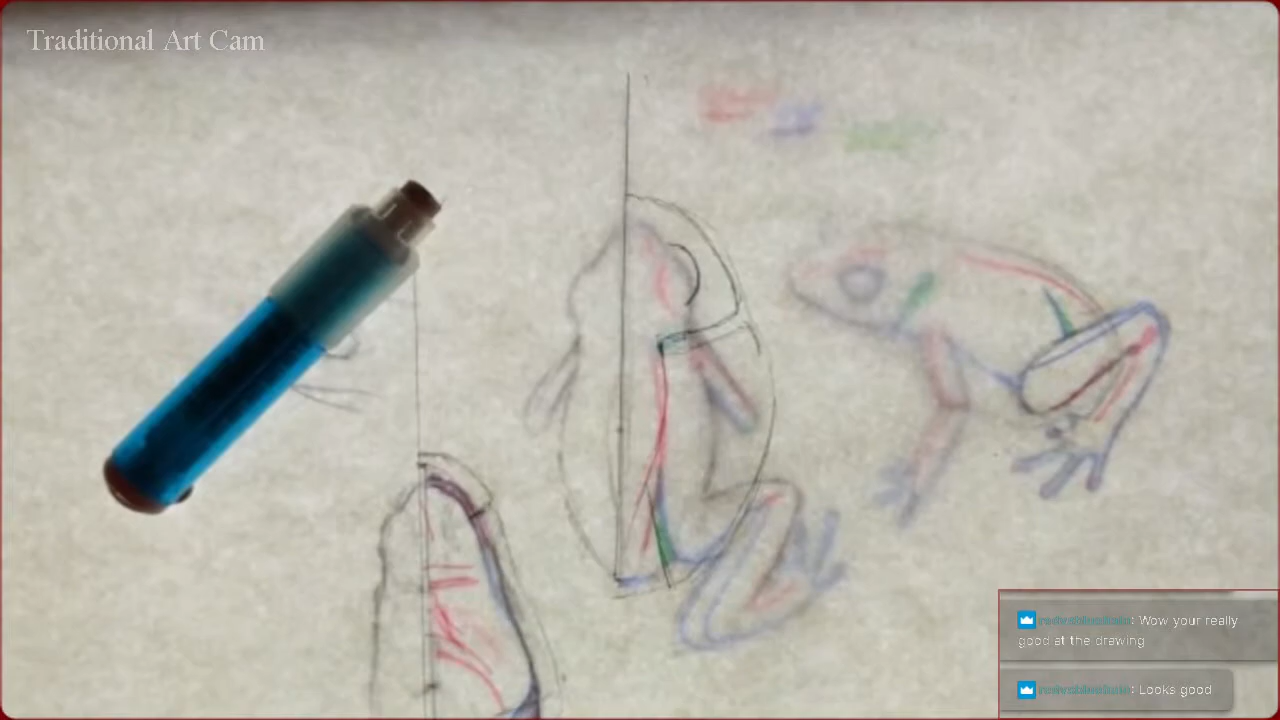 Traditional Art Cam
: Wow your really
good at the drawing
: Looks good